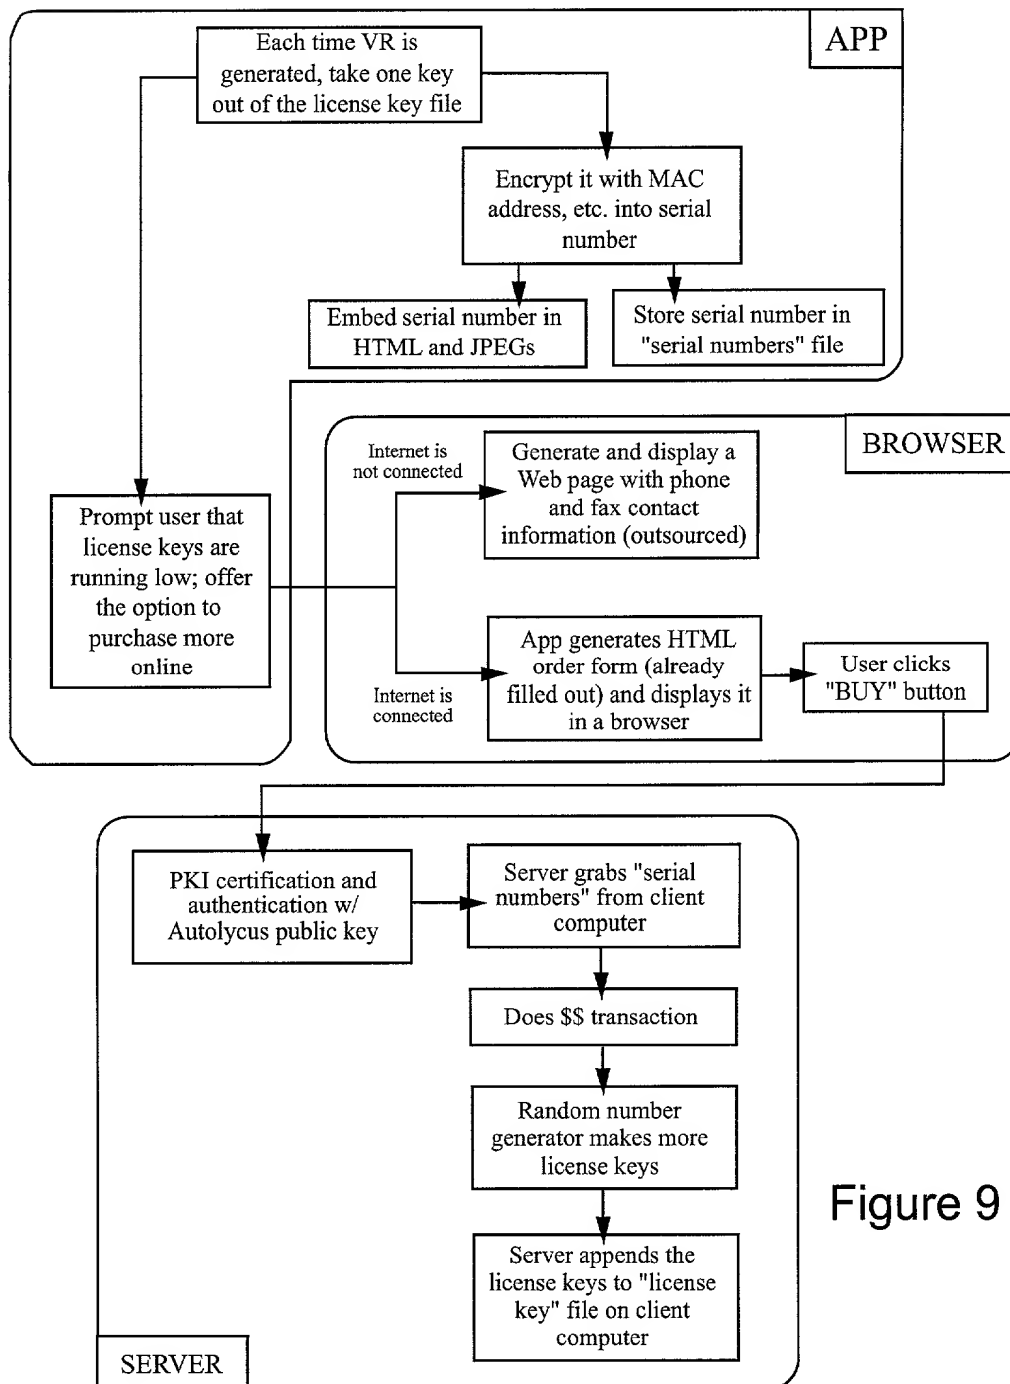 APP
Each time VR is
generated, take one key
out of the license key file
Encrypt it with MAC
address, etc. into serial
number
Embed serial number in
HTML and JPEGs
Store serial number in
"serial numbers" file
BROWSER
Internet is
not connected
Generate and display a
Web page with phone
and fax contact
information (outsourced)
Prompt user that
license keys are
running low; offer
the option to
purchase more
online
Internet is
connected
App generates HTML
order form (already
filled out) and displays it
in a browser
User clicks
"BUY" button
PKI certification and
authentication w/
Autolycus public key
Server grabs "serial
numbers" from client
computer
Does $$ transaction
Random number
generator makes more
license keys
Server appends the
license keys to "license
key" file on client
computer
SERVER
Figure 9